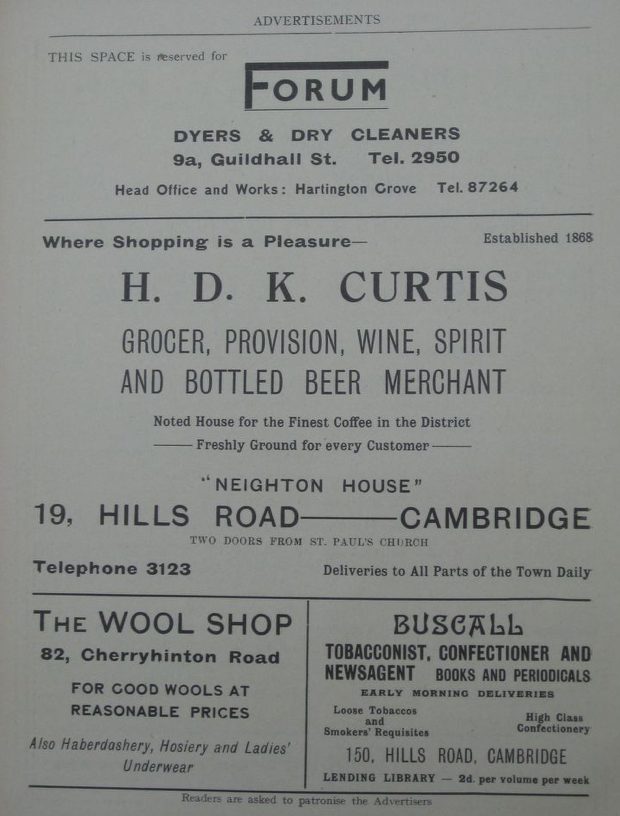 ADVERTISEMENTS
THIS SPACE is reserved for
FORUM
DYERS & DRY CLEANERS
9a, Guildhall St. Tel. 2950
Head Office and Works: Hartington Grove Tel. 87264
Where Shopping is a Pleasure—
Established 1868
H. D. K. CURTIS
GROCER, PROVISION, WINE, SPIRIT
AND BOTTLED BEER MERCHANT
Noted House for the Finest Coffee in the District
—— Freshly Ground for every Customer ——
"NEIGHTON HOUSE"
19, HILLS ROAD——CAMBRIDGE
TWO DOORS FROM ST. PAUL'S CHURCH
Telephone 3123
Deliveries to All Parts of the Town Daily
THE WOOL SHOP
82, Cherryhinton Road
FOR GOOD WOOLS AT
REASONABLE PRICES
Also Haberdashery, Hosiery and Ladies'
Underwear
BUSCALL
TOBACCONIST, CONFECTIONER AND
NEWSAGENT BOOKS AND PERIODICALS
EARLY MORNING DELIVERIES
Loose Tobaccos
and
Smokers' Requisites
High Class
Confectionery
150, HILLS ROAD, CAMBRIDGE
LENDING LIBRARY — 2d. per volume per week
Readers are asked to patronise the Advertisers